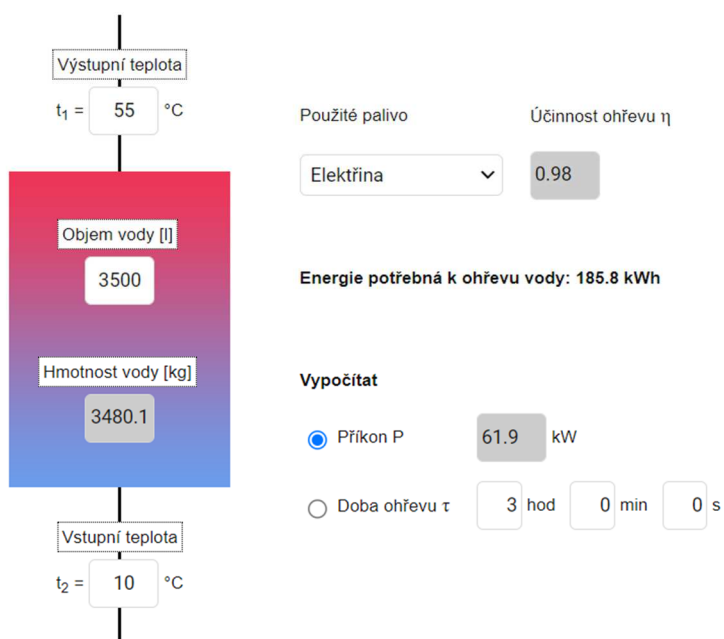 Výstupní teplota
t₁ = 55 °C
Použité palivo
Účinnost ohřevu η
Elektřina
0.98
Objem vody [l]
3500
Energie potřebná k ohřevu vody: 185.8 kWh
Hmotnost vody [kg]
3480.1
Vypočítat
Příkon P 61.9 kW
Doba ohřevu τ 3 hod 0 min 0 s
Vstupní teplota
t₂ = 10 °C